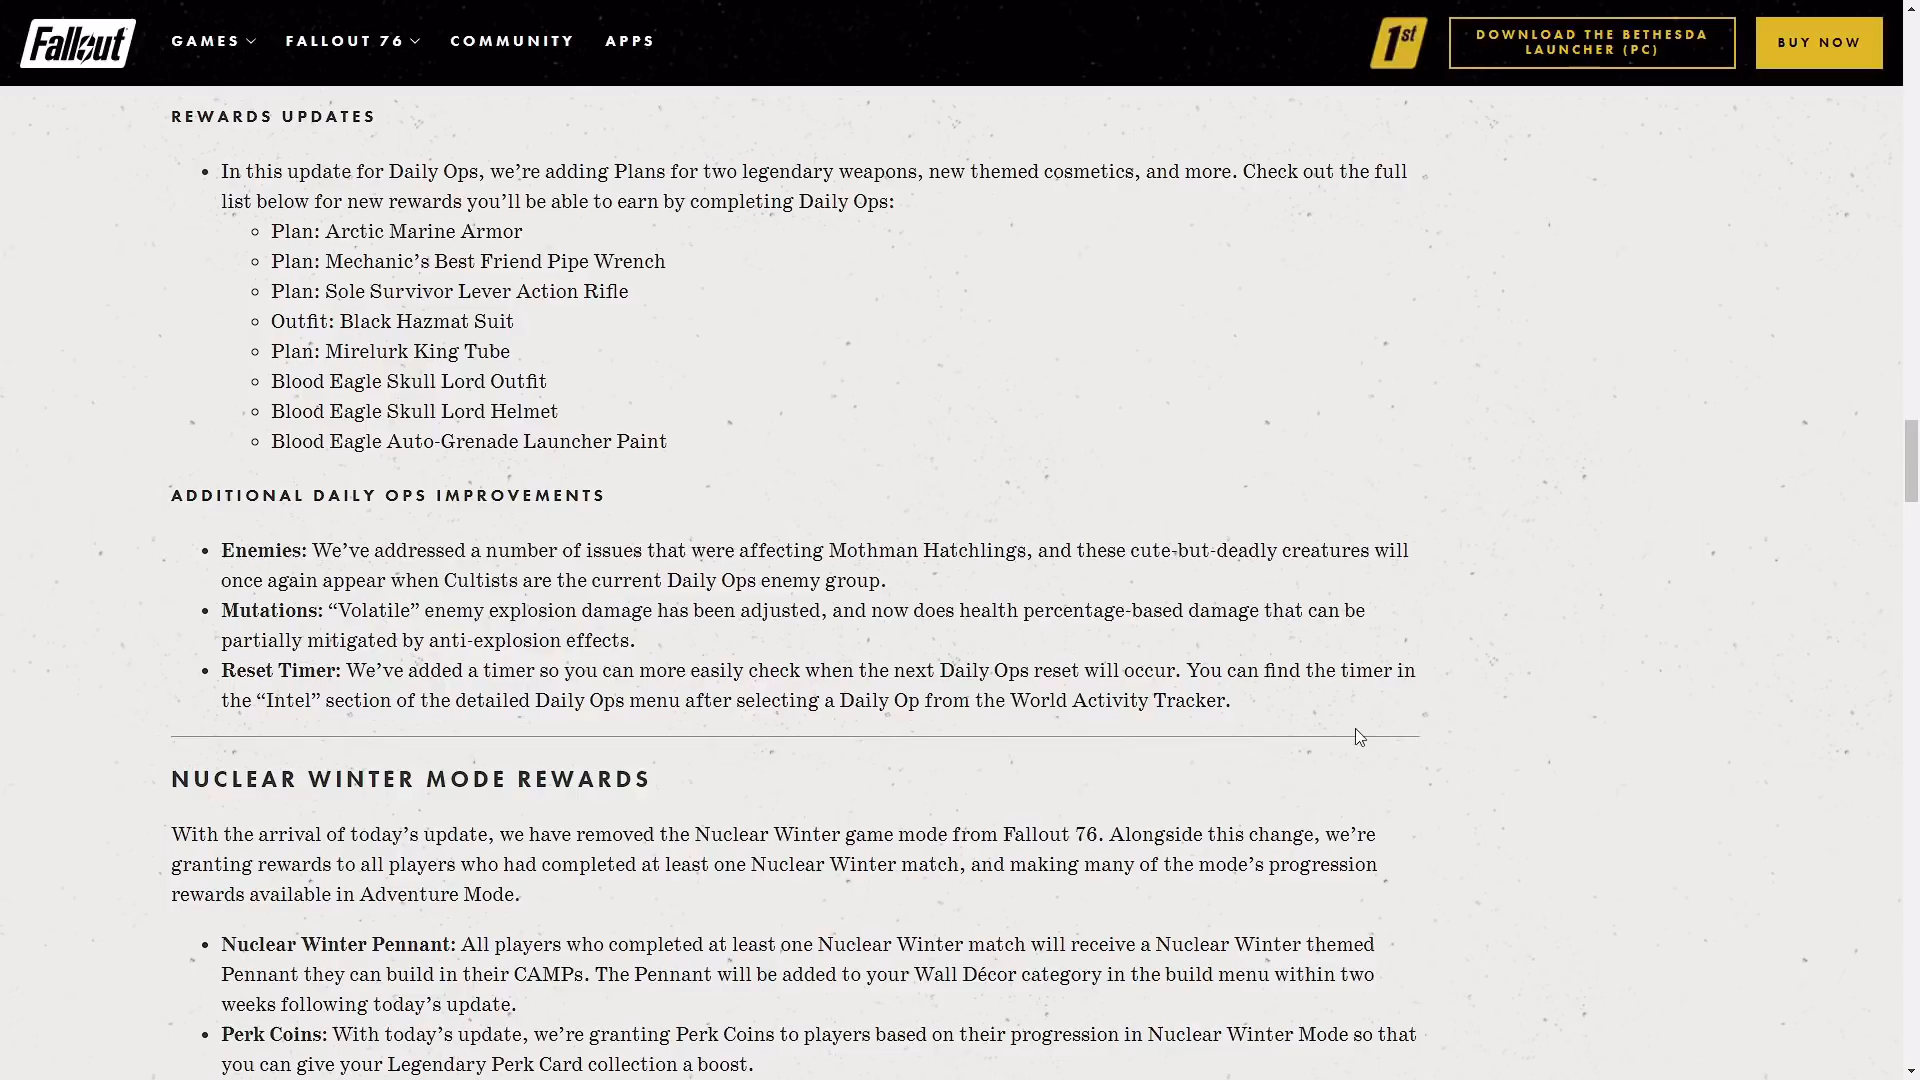 Fallout
GAMES
FALLOUT 76
COMMUNITY
APPS
1st
DOWNLOAD THE BETHESDA
LAUNCHER (PC)
BUY NOW
REWARDS UPDATES
• In this update for Daily Ops, we’re adding Plans for two legendary weapons, new themed cosmetics, and more. Check out the full
list below for new rewards you’ll be able to earn by completing Daily Ops:
◦ Plan: Arctic Marine Armor
◦ Plan: Mechanic’s Best Friend Pipe Wrench
◦ Plan: Sole Survivor Lever Action Rifle
◦ Outfit: Black Hazmat Suit
◦ Plan: Mirelurk King Tube
◦ Blood Eagle Skull Lord Outfit
◦ Blood Eagle Skull Lord Helmet
◦ Blood Eagle Auto-Grenade Launcher Paint
ADDITIONAL DAILY OPS IMPROVEMENTS
• Enemies: We’ve addressed a number of issues that were affecting Mothman Hatchlings, and these cute-but-deadly creatures will
once again appear when Cultists are the current Daily Ops enemy group.
• Mutations: “Volatile” enemy explosion damage has been adjusted, and now does health percentage-based damage that can be
partially mitigated by anti-explosion effects.
• Reset Timer: We’ve added a timer so you can more easily check when the next Daily Ops reset will occur. You can find the timer in
the “Intel” section of the detailed Daily Ops menu after selecting a Daily Op from the World Activity Tracker.
NUCLEAR WINTER MODE REWARDS
With the arrival of today’s update, we have removed the Nuclear Winter game mode from Fallout 76. Alongside this change, we’re
granting rewards to all players who had completed at least one Nuclear Winter match, and making many of the mode’s progression
rewards available in Adventure Mode.
• Nuclear Winter Pennant: All players who completed at least one Nuclear Winter match will receive a Nuclear Winter themed
Pennant they can build in their CAMPs. The Pennant will be added to your Wall Décor category in the build menu within two
weeks following today’s update.
• Perk Coins: With today’s update, we’re granting Perk Coins to players based on their progression in Nuclear Winter Mode so that
you can give your Legendary Perk Card collection a boost.